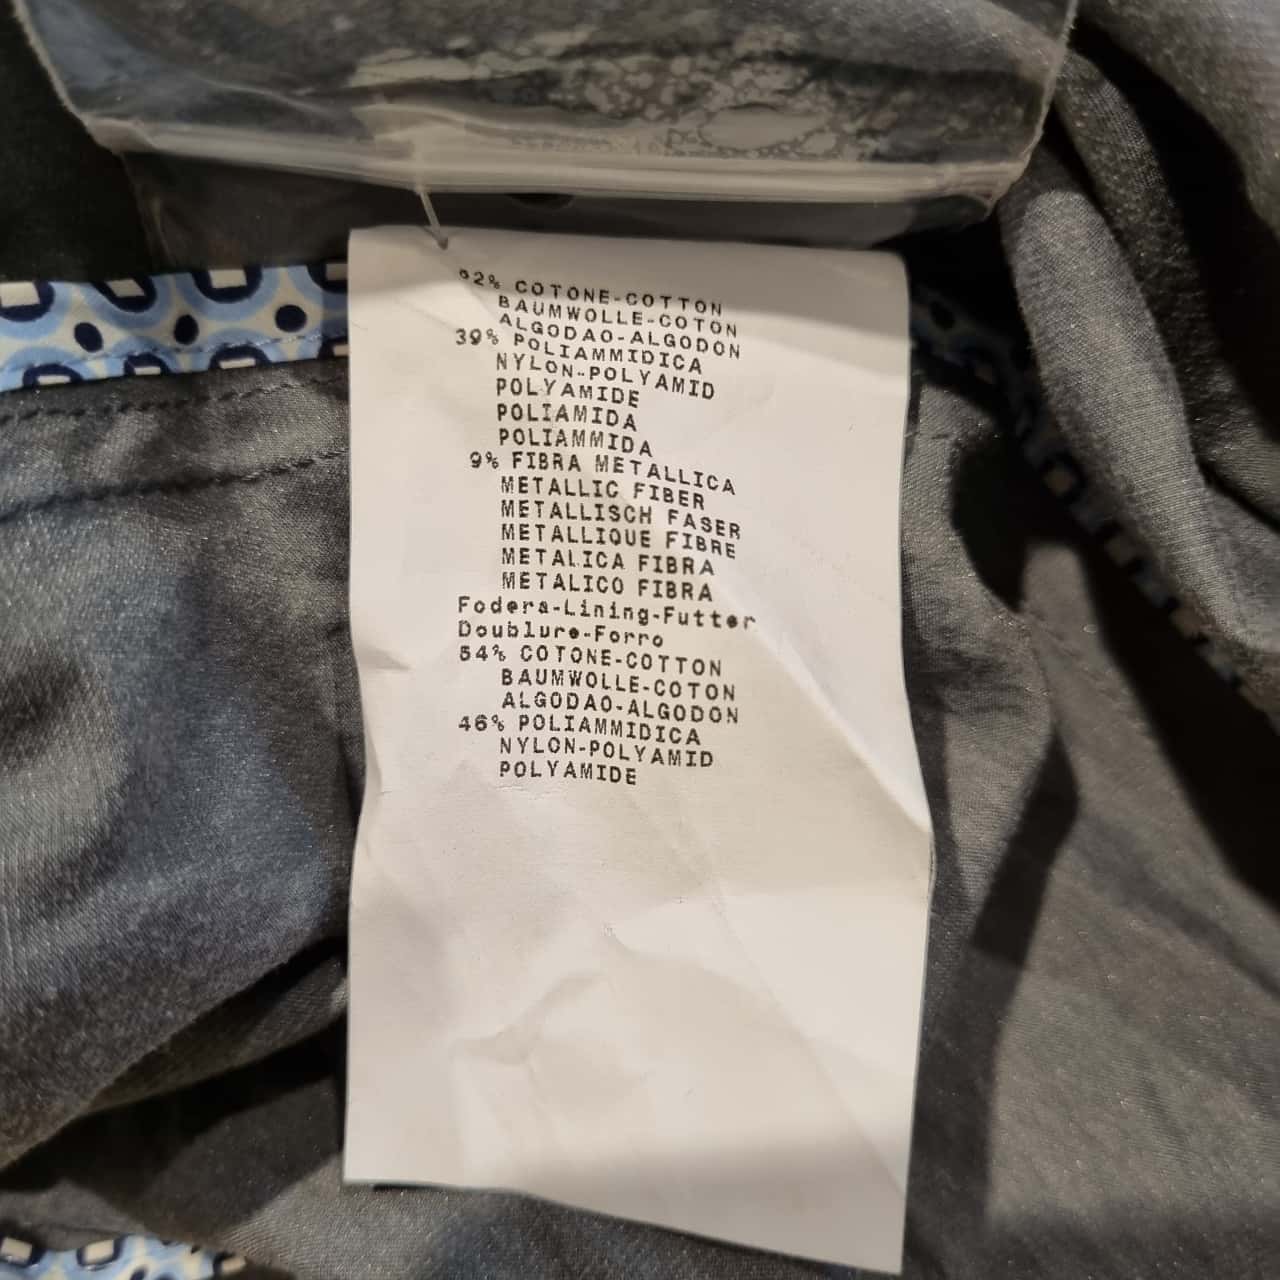 52% COTONE-COTTON
BAUMWOLLE-COTON
ALGODAO-ALGODON
39% POLIAMMIDICA
NYLON-POLYAMID
POLYAMIDE
POLIAMIDA
POLIAMMIDA
9% FIBRA METALLICA
METALLIC FIBER
METALLISCH FASER
METALLIQUE FIBRE
METALICA FIBRA
METALICO FIBRA
Fodera-Lining-Futter
Doublure-Forro
54% COTONE-COTTON
BAUMWOLLE-COTON
ALGODAO-ALGODON
46% POLIAMMIDICA
NYLON-POLYAMID
POLYAMIDE